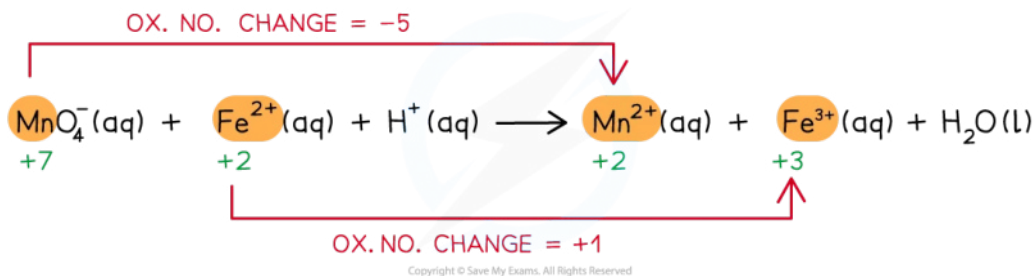 OX. NO. CHANGE = −5
MnO₄⁻(aq) + Fe²⁺(aq) + H⁺(aq) ⟶ Mn²⁺(aq) + Fe³⁺(aq) + H₂O(l)
+7 +2 +2 +3
OX. NO. CHANGE = +1
Copyright © Save My Exams. All Rights Reserved